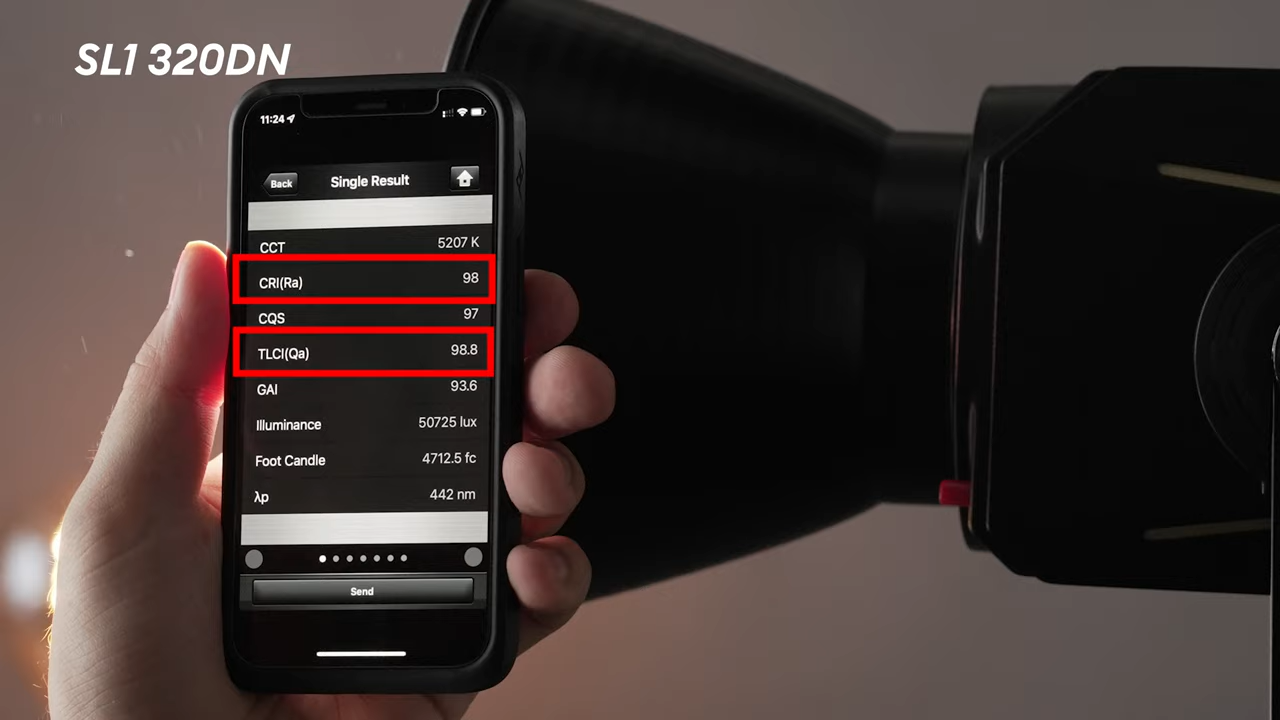 SL1 320DN
11:24
Back
Single Result
CCT 5207 K
CRI(Ra) 98
CQS 97
TLCI(Qa) 98.8
GAI 93.6
Illuminance 50725 lux
Foot Candle 4712.5 fc
λp 442 nm
Send